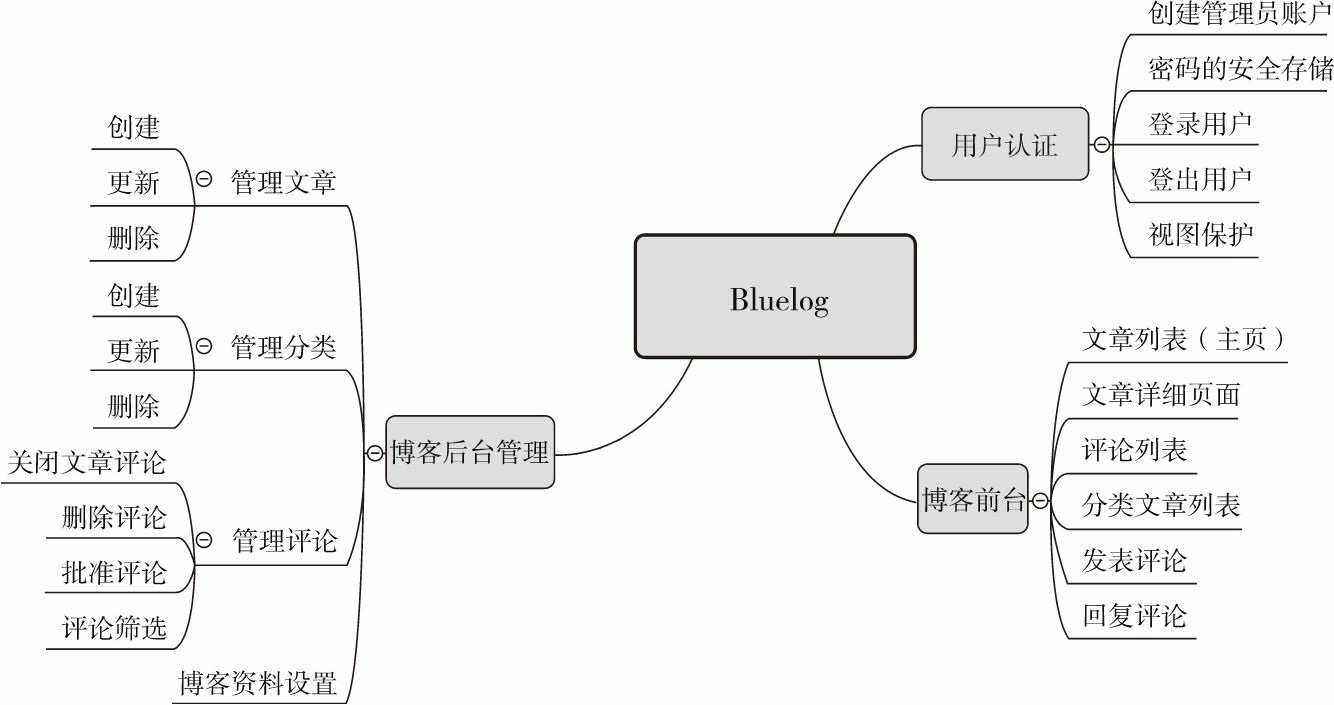 Bluelog
用户认证
创建管理员账户
密码的安全存储
登录用户
登出用户
视图保护
博客前台
文章列表（主页）
文章详细页面
评论列表
分类文章列表
发表评论
回复评论
博客后台管理
管理文章
创建
更新
删除
管理分类
创建
更新
删除
管理评论
关闭文章评论
删除评论
批准评论
评论筛选
博客资料设置